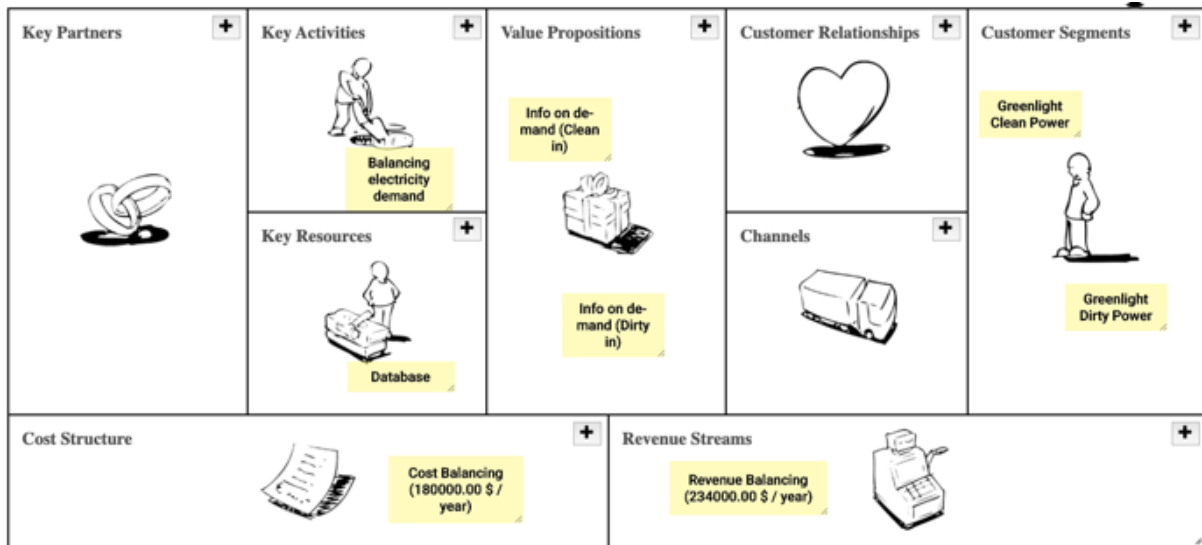 Key Partners
Key Activities
Value Propositions
Customer Relationships
Customer Segments
Balancing
electricity
demand
Key Resources
Database
Info on de-
mand (Clean
in)
Info on de-
mand (Dirty
in)
Channels
Greenlight
Clean Power
Greenlight
Dirty Power
Cost Structure
Cost Balancing
(180000.00 $ /
year)
Revenue Streams
Revenue Balancing
(234000.00 $ / year)